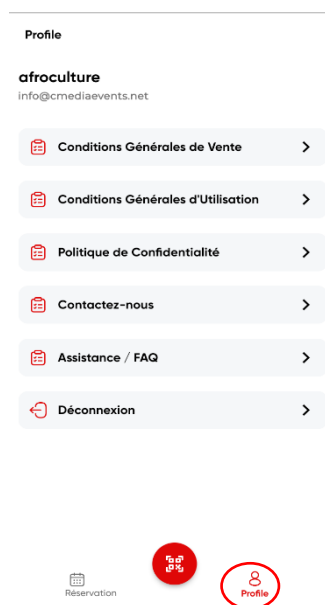 Profile
afroculture
info@cmediaevents.net
Conditions Générales de Vente
Conditions Générales d'Utilisation
Politique de Confidentialité
Contactez-nous
Assistance / FAQ
Déconnexion
Réservation
Profile